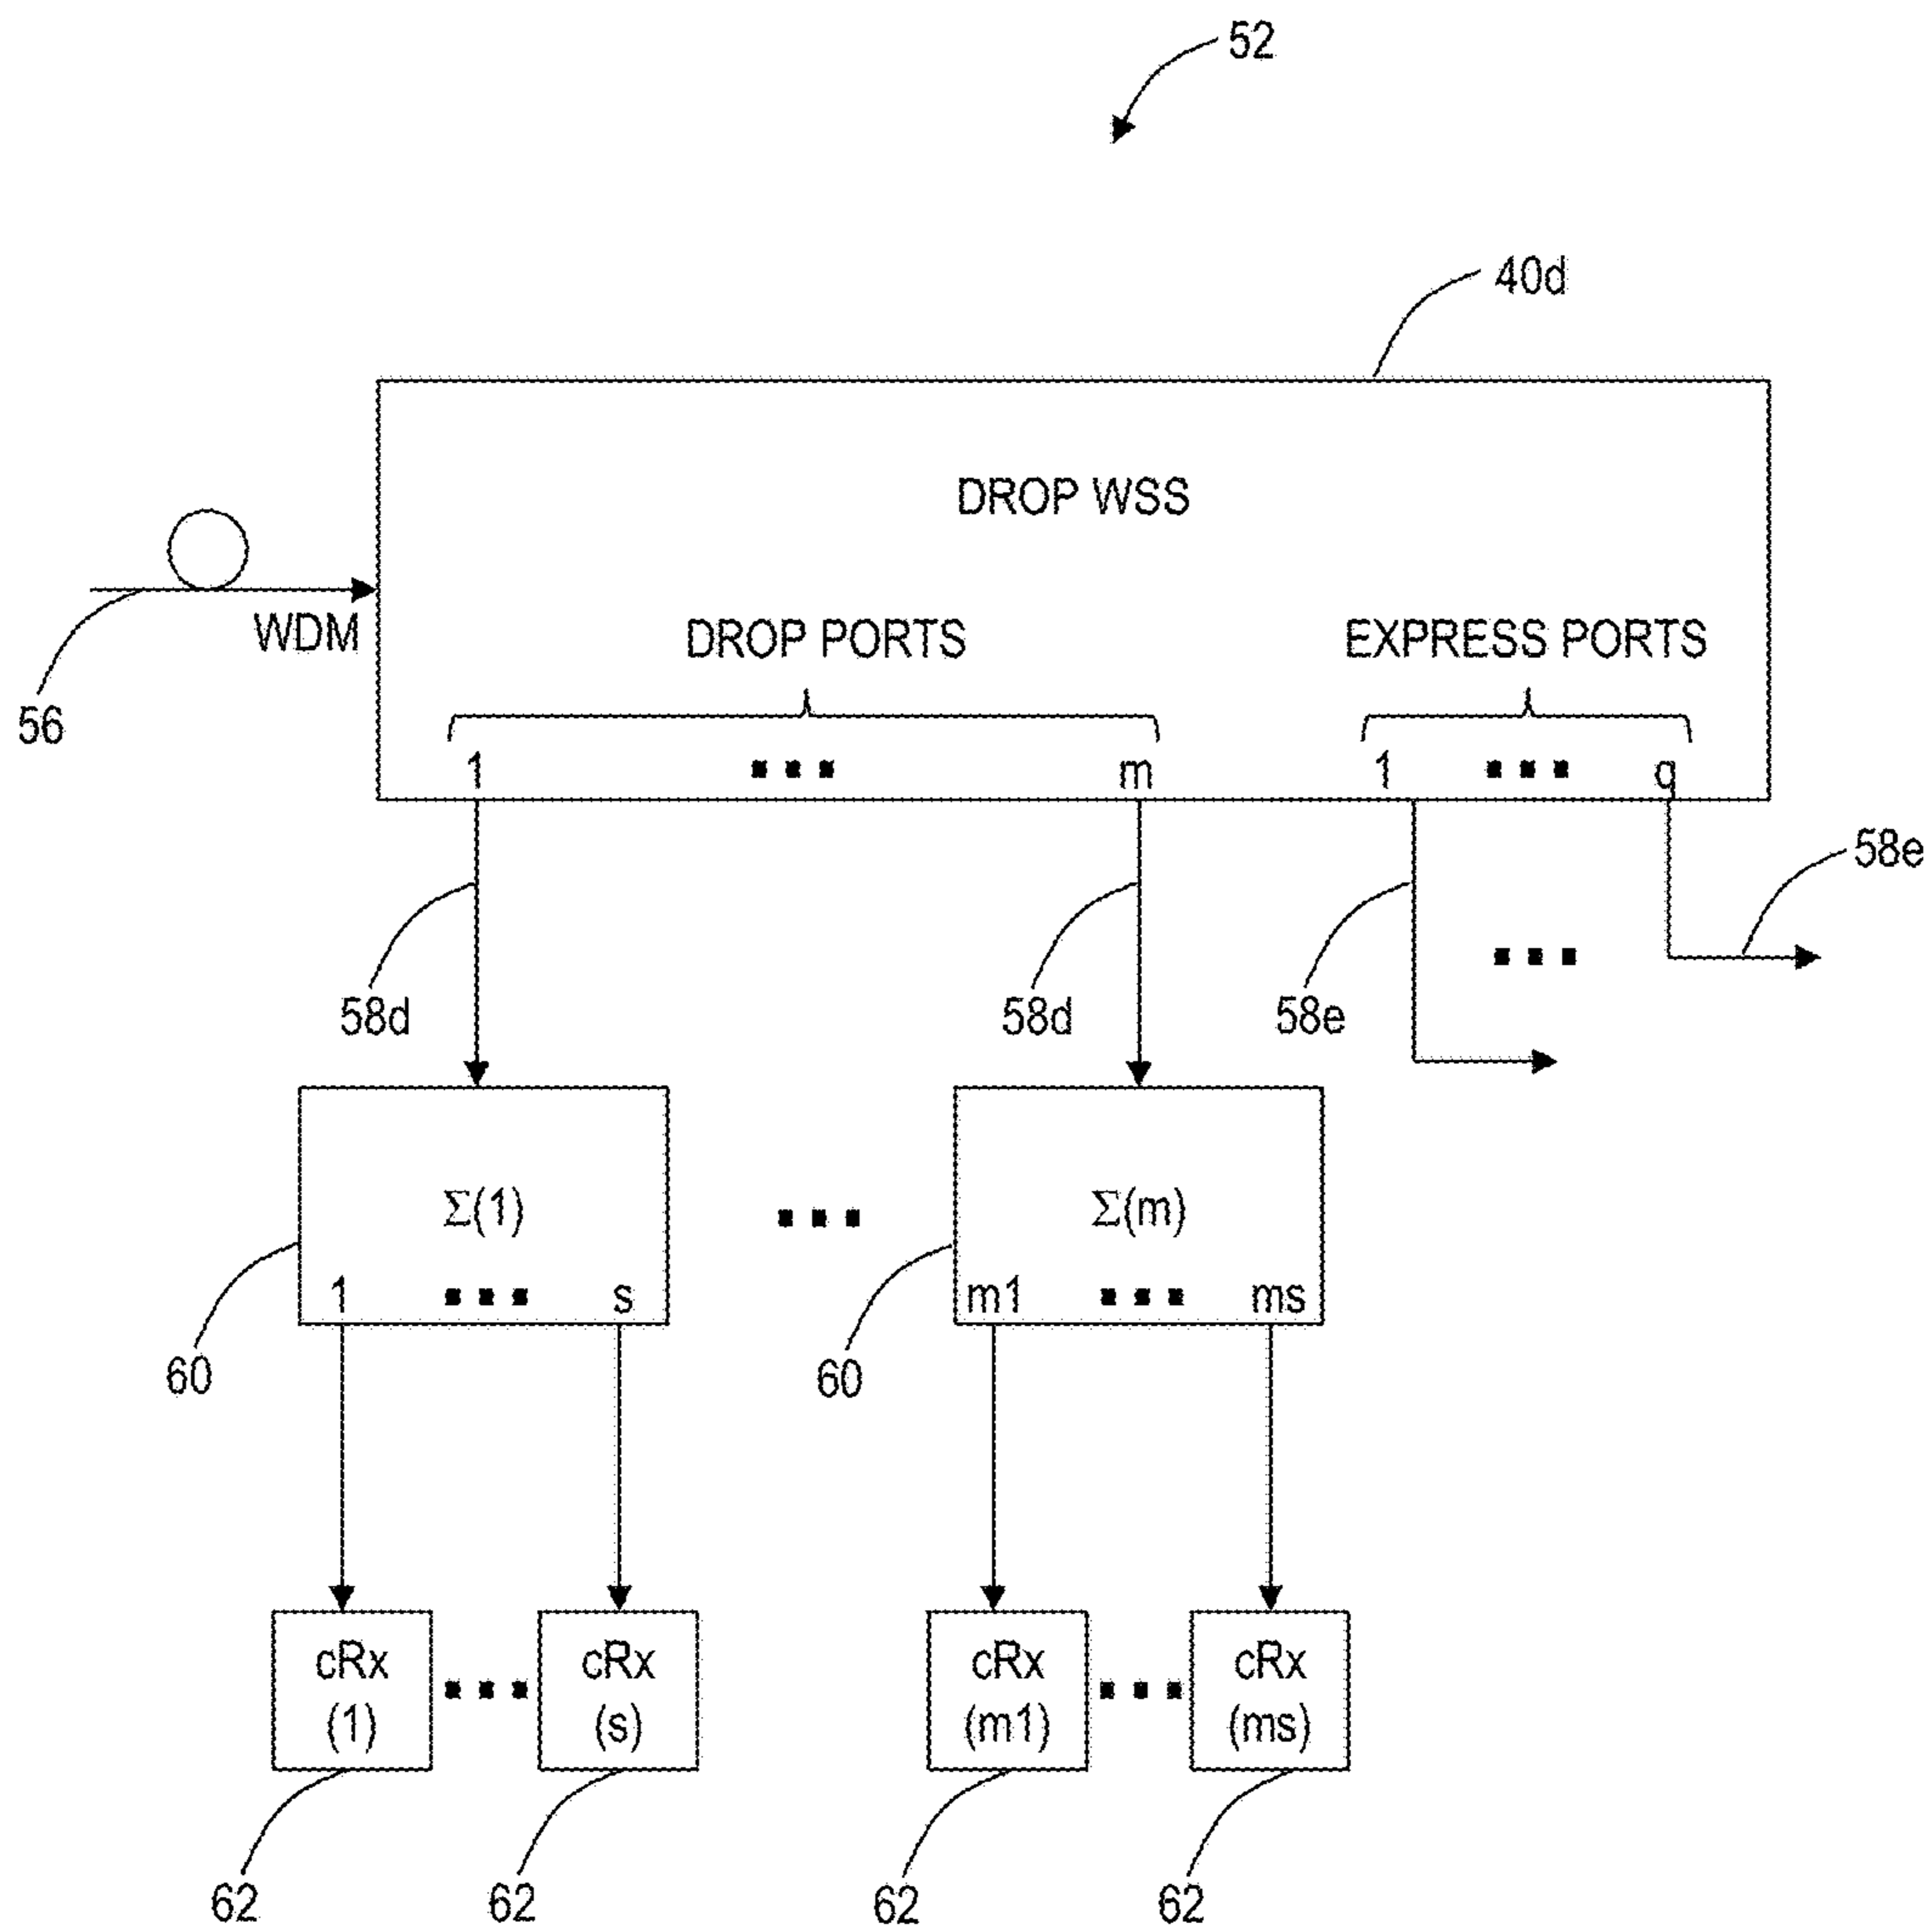 52
40d
DROP WSS
WDM
DROP PORTS
EXPRESS PORTS
56
1 ... m 1 ... q
58e
58d
58d
58e
...
Σ(1)
...
Σ(m)
1 ... s
m1 ... ms
60
60
cRx (1)
...
cRx (s)
cRx (m1)
...
cRx (ms)
62
62
62
62